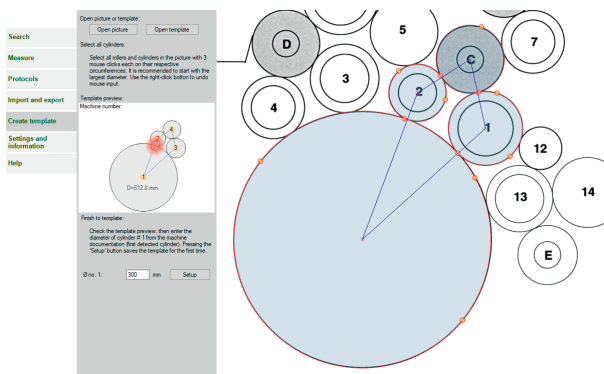 Search
Measure
Protocols
Import and export
Create template
Settings and
information
Help
Open picture or template:
Open picture
Open template
Select all cylinders:
Select all rollers and cylinders in the picture with 3
mouse clicks each on their respective
circumferences. It is recommended to start with the
largest diameter. Use the right-click button to undo
mouse input.
Template preview:
Machine number:
4
3
1
D=512.8 mm
Finish to template:
Check the template preview, then enter the
diameter of cylinder # 1 from the machine
documentation (first detected cylinder). Pressing the
'Setup' button saves the template for the first time.
Ø no. 1:
300
mm
Setup
D
5
C
7
3
2
4
1
12
13
14
E